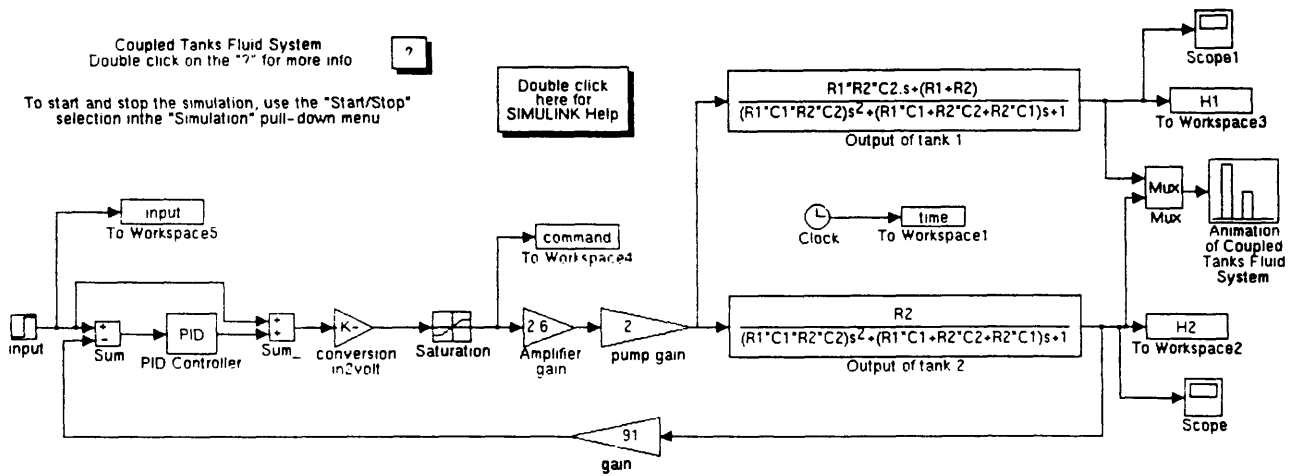 Coupled Tanks Fluid System
Double click on the "?" for more info
?
To start and stop the simulation, use the "Start/Stop"
selection inthe "Simulation" pull-down menu
Double click
here for
SIMULINK Help
R1*R2*C2.s+(R1+R2)
(R1*C1*R2*C2)s²+(R1*C1+R2*C2+R2*C1)s+1
Output of tank 1
Scope1
H1
To Workspace3
Mux
Mux
Animation
of Coupled
Tanks Fluid
System
time
Clock
To Workspace1
input
To Workspace5
command
To Workspace4
input
+
−
Sum
PID
PID Controller
+
+
Sum_
K-
conversion
in2volt
Saturation
2 6
Amplifier
gain
2
pump gain
R2
(R1*C1*R2*C2)s²+(R1*C1+R2*C2+R2*C1)s+1
Output of tank 2
H2
To Workspace2
Scope
91
gain